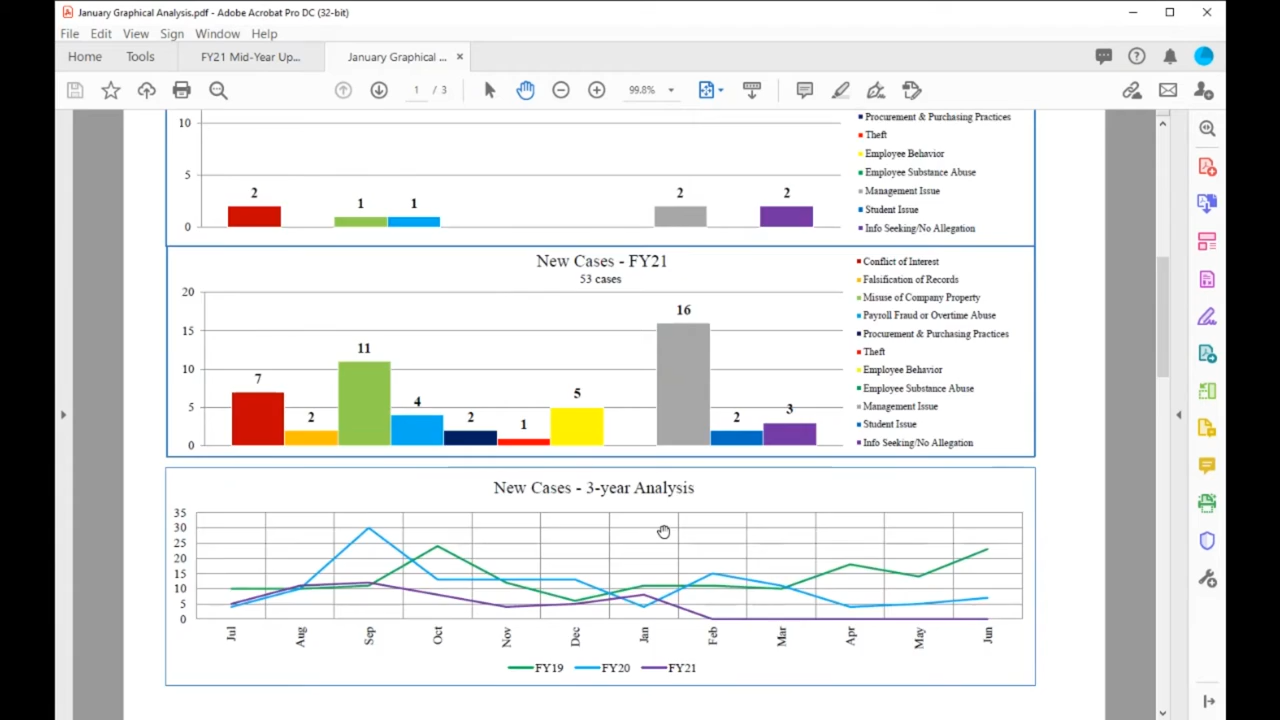 January Graphical Analysis.pdf - Adobe Acrobat Pro DC (32-bit)
File Edit View Sign Window Help
Home Tools FY21 Mid-Year Up... January Graphical ... ×
1 / 3 99.8%
10
5
0
2
1
1
2
2
Procurement & Purchasing Practices
Theft
Employee Behavior
Employee Substance Abuse
Management Issue
Student Issue
Info Seeking/No Allegation
New Cases - FY21
53 cases
20
15
10
5
0
7
2
11
4
2
1
5
16
2
3
Conflict of Interest
Falsification of Records
Misuse of Company Property
Payroll Fraud or Overtime Abuse
Procurement & Purchasing Practices
Theft
Employee Behavior
Employee Substance Abuse
Management Issue
Student Issue
Info Seeking/No Allegation
New Cases - 3-year Analysis
35
30
25
20
15
10
5
0
Jul Aug Sep Oct Nov Dec Jan Feb Mar Apr May Jun
FY19 FY20 FY21